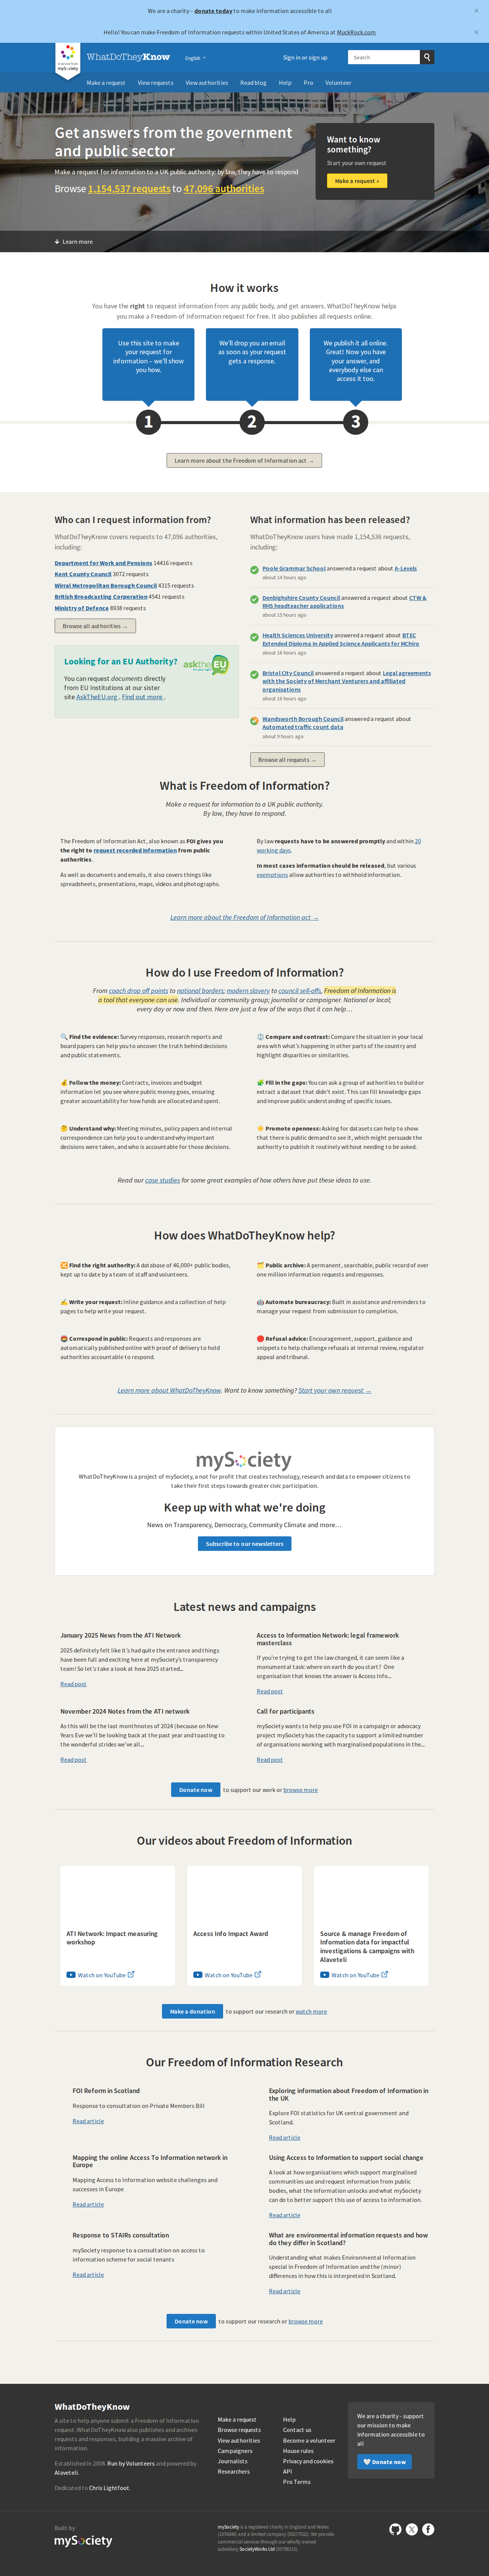 We are a charity – donate today to make information accessible to all
×
Hello! You can make Freedom of Information requests within United States of America at MuckRock.com
×
A service from
mySociety
WhatDoTheyKnow
English
Sign in or sign up
Search
Make a request
View requests
View authorities
Read blog
Help
Pro
Volunteer
Get answers from the government
and public sector
Make a request for information to a UK public authority: by law, they have to respond
Browse 1,154,537 requests to 47,096 authorities
Want to know
something?
Start your own request
Make a request »
Learn more
How it works
You have the right to request information from any public body, and get answers. WhatDoTheyKnow helps
you make a Freedom of Information request for free. It also publishes all requests online.
Use this site to make
your request for
information – we'll show
you how.
We'll drop you an email
as soon as your request
gets a response.
We publish it all online.
Great! Now you have
your answer, and
everybody else can
access it too.
1
2
3
Learn more about the Freedom of Information act →
Who can I request information from?
WhatDoTheyKnow covers requests to 47,096 authorities,
including:
Department for Work and Pensions 14416 requests
Kent County Council 3072 requests
Wirral Metropolitan Borough Council 4315 requests
British Broadcasting Corporation 4541 requests
Ministry of Defence 8938 requests
Browse all authorities →
Looking for an EU Authority?
asktheEU
You can request documents directly
from EU Institutions at our sister
site AskTheEU.org . Find out more .
What information has been released?
WhatDoTheyKnow users have made 1,154,536 requests,
including:
Poole Grammar School answered a request about A-Levels
about 14 hours ago
Denbighshire County Council answered a request about CTW &
RHS headteacher applications
about 15 hours ago
Health Sciences University answered a request about BTEC
Extended Diploma in Applied Science Applicants for MChiro
about 18 hours ago
Bristol City Council answered a request about Legal agreements
with the Society of Merchant Venturers and affiliated
organisations
about 16 hours ago
Wandsworth Borough Council answered a request about
Automated traffic count data
about 9 hours ago
Browse all requests →
What is Freedom of Information?
Make a request for information to a UK public authority.
By law, they have to respond.
The Freedom of Information Act, also known as FOI gives you
the right to request recorded information from public
authorities.
As well as documents and emails, it also covers things like
spreadsheets, presentations, maps, videos and photographs.
By law requests have to be answered promptly and within 20
working days.
In most cases information should be released, but various
exemptions allow authorities to withhold information.
Learn more about the Freedom of Information act →
How do I use Freedom of Information?
From coach drop off points to national borders; modern slavery to council sell-offs, Freedom of Information is
a tool that everyone can use. Individual or community group; journalist or campaigner. National or local;
every day or now and then. Here are just a few of the ways that it can help…
🔍 Find the evidence: Survey responses, research reports and
board papers can help you to uncover the truth behind decisions
and public statements.
⚖️ Compare and contrast: Compare the situation in your local
area with what's happening in other parts of the country and
highlight disparities or similarities.
💰 Follow the money: Contracts, invoices and budget
information let you see where public money goes, ensuring
greater accountability for how funds are allocated and spent.
🧩 Fill in the gaps: You can ask a group of authorities to build or
extract a dataset that didn't exist. This can fill knowledge gaps
and improve public understanding of specific issues.
🤔 Understand why: Meeting minutes, policy papers and internal
correspondence can help you to understand why important
decisions were taken, and who is accountable for those decisions.
☀️ Promote openness: Asking for datasets can help to show
that there is public demand to see it, which might persuade that
authority to publish it routinely without needing to be asked.
Read our case studies for some great examples of how others have put these ideas to use.
How does WhatDoTheyKnow help?
🔀 Find the right authority: A database of 46,000+ public bodies,
kept up to date by a team of staff and volunteers.
🗂️ Public archive: A permanent, searchable, public record of over
one million information requests and responses.
✍️ Write your request: Inline guidance and a collection of help
pages to help write your request.
🤖 Automate bureaucracy: Built in assistance and reminders to
manage your request from submission to completion.
📯 Correspond in public: Requests and responses are
automatically published online with proof of delivery to hold
authorities accountable to respond.
🛑 Refusal advice: Encouragement, support, guidance and
snippets to help challenge refusals at internal review, regulator
appeal and tribunal.
Learn more about WhatDoTheyKnow. Want to know something? Start your own request →
mySociety
WhatDoTheyKnow is a project of mySociety, a not for profit that creates technology, research and data to empower citizens to
take their first steps towards greater civic participation.
Keep up with what we're doing
News on Transparency, Democracy, Community Climate and more…
Subscribe to our newsletters
Latest news and campaigns
January 2025 News from the ATI Network
2025 definitely felt like it's had quite the entrance and things
have been full and exciting here at mySociety's transparency
team! So let's take a look at how 2025 started...
Read post
Access to Information Network: legal framework
masterclass
If you're trying to get the law changed, it can seem like a
monumental task: where on earth do you start? One
organisation that knows the answer is Access Info...
Read post
November 2024 Notes from the ATI network
As this will be the last monthnotes of 2024 (because on New
Years Eve we'll be looking back at the past year and toasting to
the wonderful strides we've all...
Read post
Call for participants
mySociety wants to help you use FOI in a campaign or advocacy
project mySociety has the capacity to support a limited number
of organisations working with marginalised populations in the...
Read post
Donate now to support our work or browse more
Our videos about Freedom of Information
ATI Network: Impact measuring
workshop
Watch on YouTube
Access Info Impact Award
Watch on YouTube
Source & manage Freedom of
Information data for impactful
investigations & campaigns with
Alaveteli
Watch on YouTube
Make a donation to support our research or watch more
Our Freedom of Information Research
FOI Reform in Scotland
Response to consultation on Private Members Bill
Read article
Exploring information about Freedom of Information in
the UK
Explore FOI statistics for UK central government and
Scotland.
Read article
Mapping the online Access To Information network in
Europe
Mapping Access to Information website challenges and
successes in Europe
Read article
Using Access to Information to support social change
A look at how organisations which support marginalised
communities use and request information from public
bodies, what the information unlocks and what mySociety
can do to better support this use of access to information.
Read article
Response to STAIRs consultation
mySociety response to a consultation on access to
information scheme for social tenants
Read article
What are environmental information requests and how
do they differ in Scotland?
Understanding what makes Environmental Information
special in Freedom of Information and the (minor)
differences in how this is interpreted in Scotland.
Read article
Donate now to support our research or browse more
WhatDoTheyKnow
A site to help anyone submit a Freedom of Information
request. WhatDoTheyKnow also publishes and archives
requests and responses, building a massive archive of
information.
Established in 2008. Run by Volunteers and powered by
Alaveteli.
Dedicated to Chris Lightfoot.
Make a request
Browse requests
View authorities
Campaigners
Journalists
Researchers
Help
Contact us
Become a volunteer
House rules
Privacy and cookies
API
Pro Terms
We are a charity - support
our mission to make
information accessible to
all
Donate now
Built by
mySociety
mySociety is a registered charity in England and Wales
(1076346) and a limited company (03277032). We provide
commercial services through our wholly owned
subsidiary SocietyWorks Ltd (05798215).